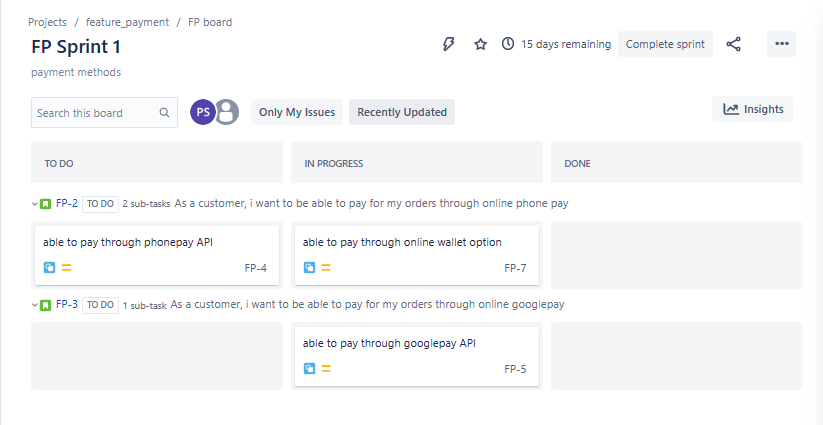 Projects / feature_payment / FP board
FP Sprint 1
15 days remaining
Complete sprint
payment methods
Search this board
PS
Only My Issues
Recently Updated
Insights
TO DO
IN PROGRESS
DONE
FP-2 TO DO 2 sub-tasks As a customer, i want to be able to pay for my orders through online phone pay
able to pay through phonepay API
FP-4
able to pay through online wallet option
FP-7
FP-3 TO DO 1 sub-task As a customer, i want to be able to pay for my orders through online googlepay
able to pay through googlepay API
FP-5